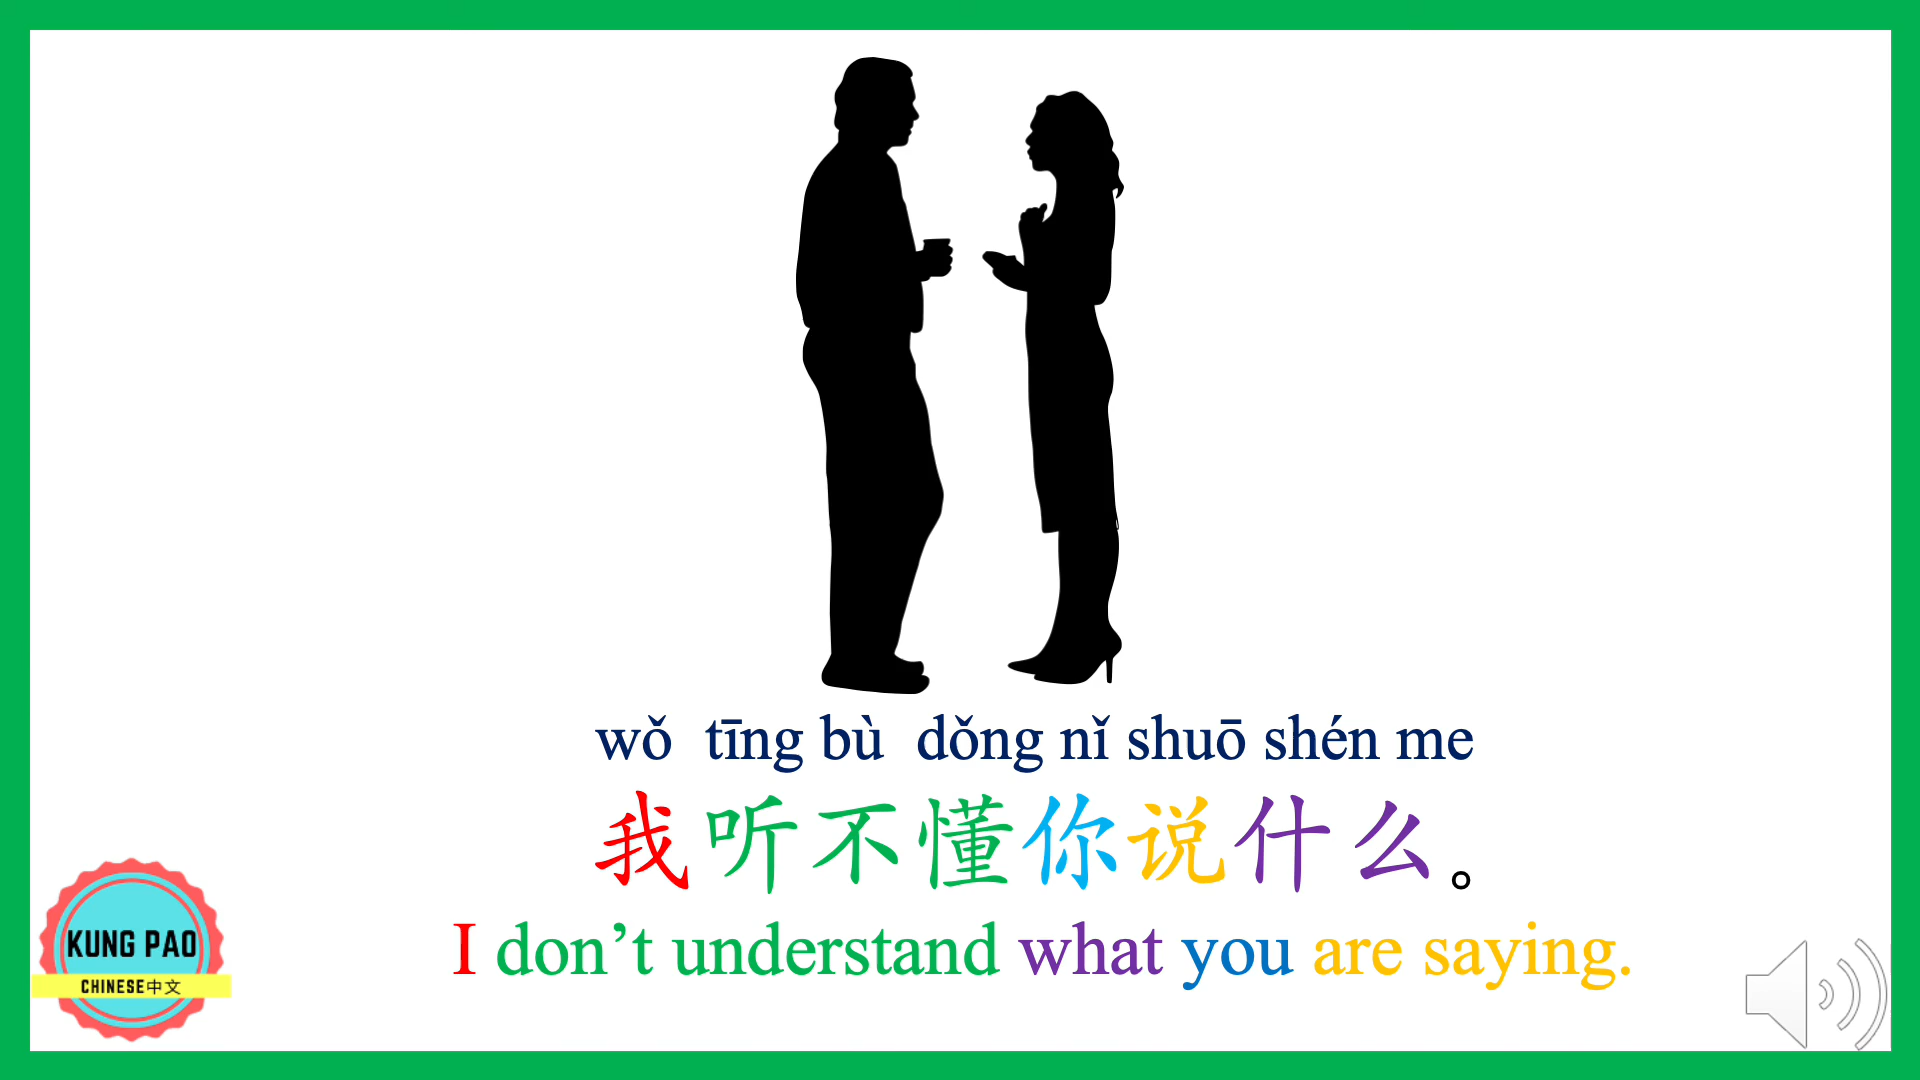 wǒ tīng bù dǒng nǐ shuō shén me
我听不懂你说什么。
I don’t understand what you are saying.
KUNG PAO
CHINESE中文